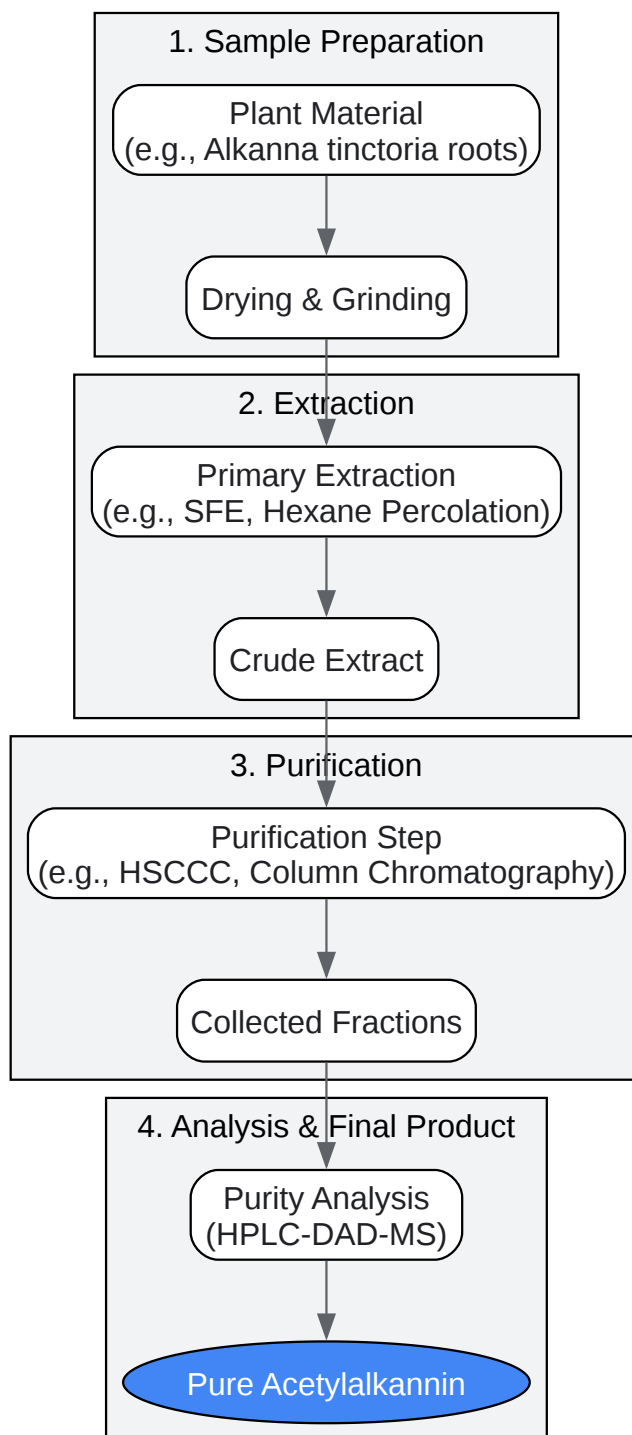 1. Sample Preparation
Plant Material
(e.g., Alkanna tinctoria roots)
Drying & Grinding
2. Extraction
Primary Extraction
(e.g., SFE, Hexane Percolation)
Crude Extract
3. Purification
Purification Step
(e.g., HSCCC, Column Chromatography)
Collected Fractions
4. Analysis & Final Product
Purity Analysis
(HPLC-DAD-MS)
Pure Acetylalkannin